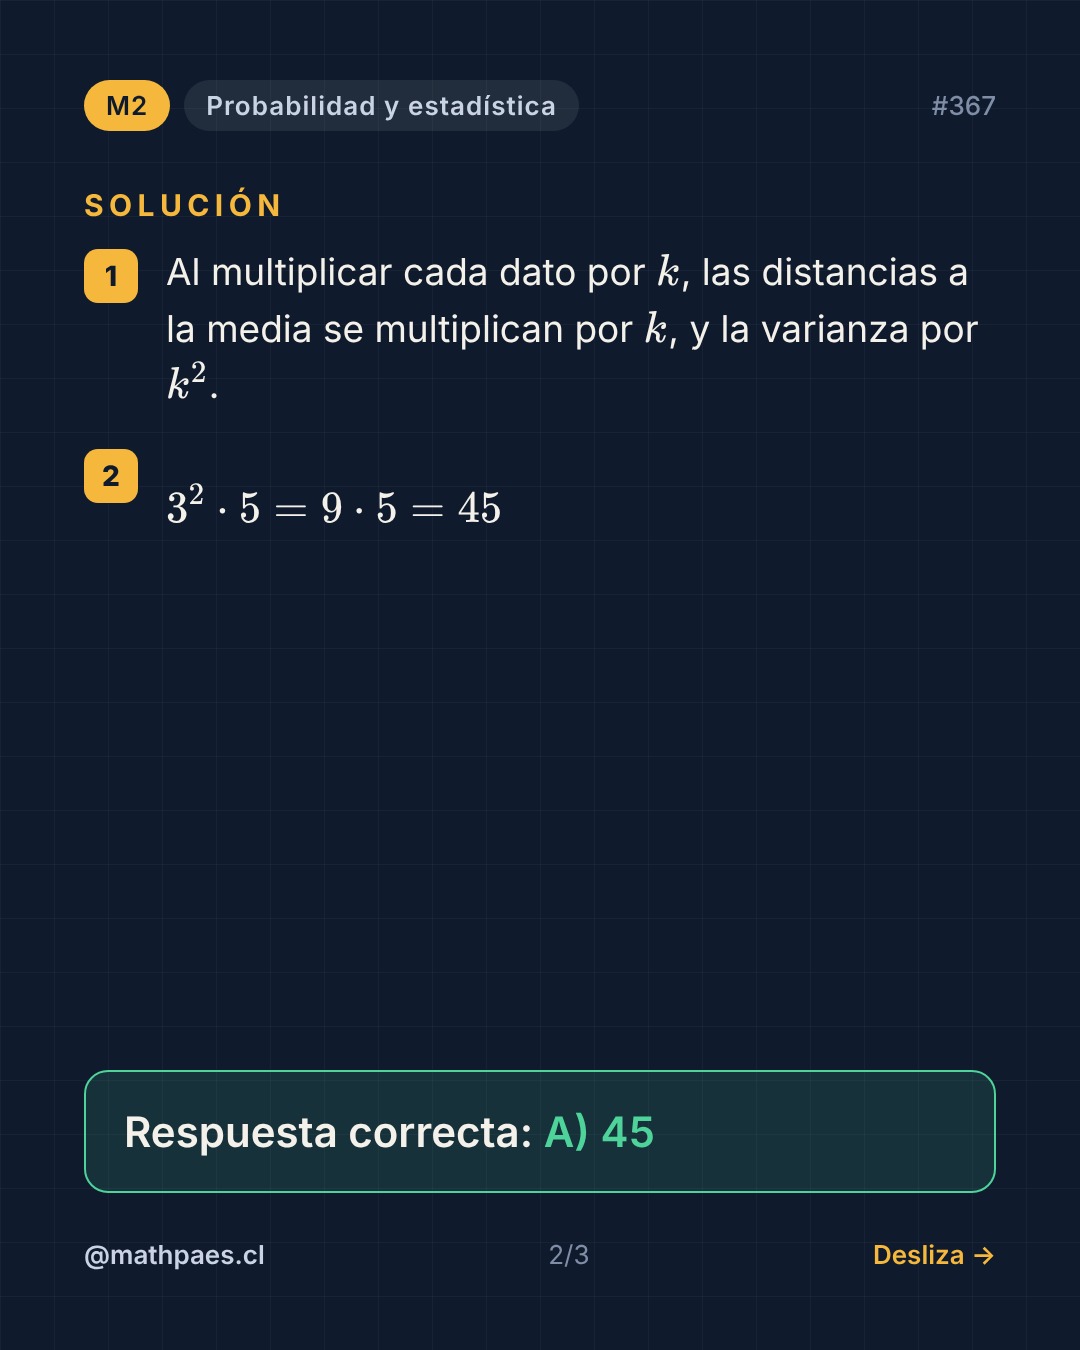 M2 Probabilidad y estadística #367
SOLUCIÓN
1 Al multiplicar cada dato por k, las distancias a
la media se multiplican por k, y la varianza por
k².
2 3² · 5 = 9 · 5 = 45
Respuesta correcta: A) 45
@mathpaes.cl 2/3 Desliza →